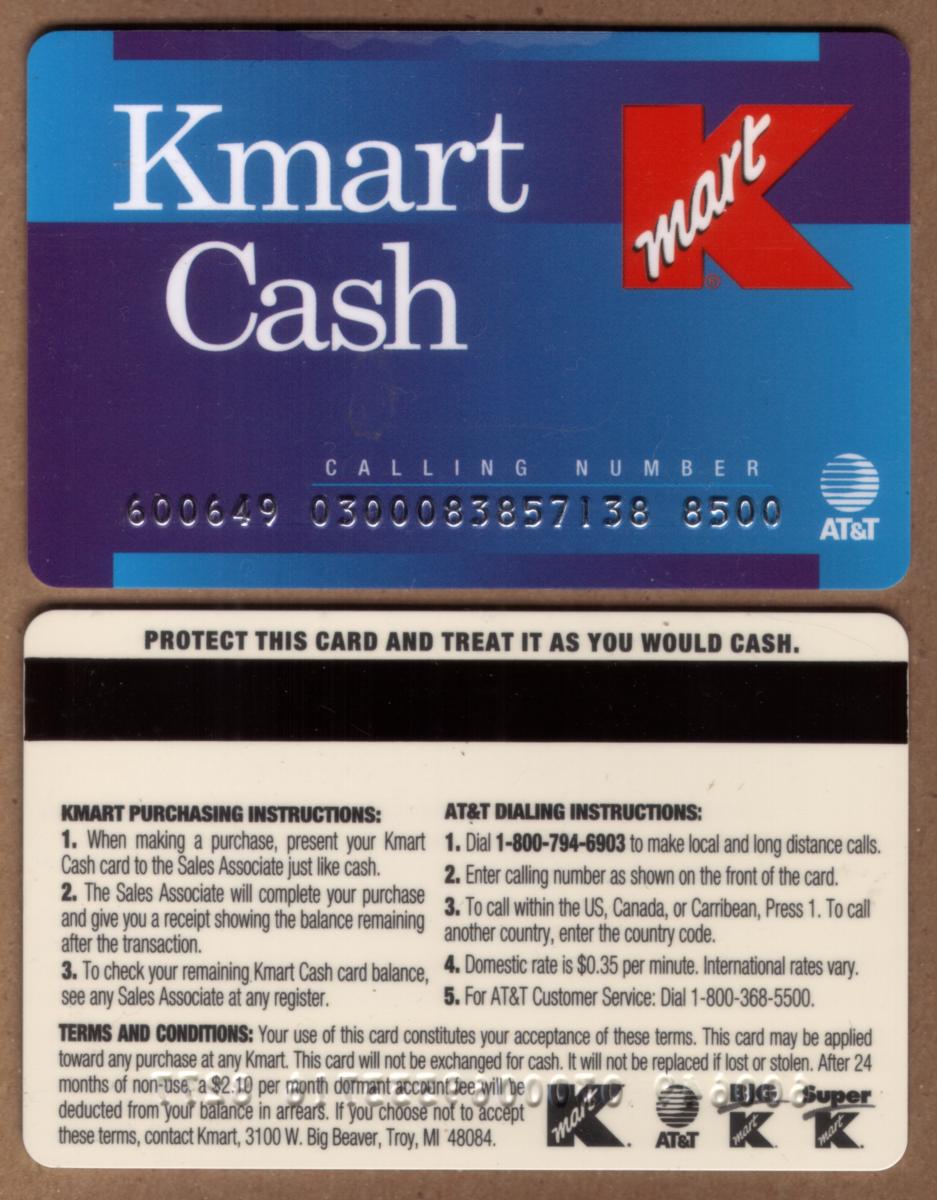 Kmart
Cash
K
mart
®
CALLING NUMBER
600649 0300083857138 8500
AT&T
PROTECT THIS CARD AND TREAT IT AS YOU WOULD CASH.
KMART PURCHASING INSTRUCTIONS:
1. When making a purchase, present your Kmart
Cash card to the Sales Associate just like cash.
2. The Sales Associate will complete your purchase
and give you a receipt showing the balance remaining
after the transaction.
3. To check your remaining Kmart Cash card balance,
see any Sales Associate at any register.
AT&T DIALING INSTRUCTIONS:
1. Dial 1-800-794-6903 to make local and long distance calls.
2. Enter calling number as shown on the front of the card.
3. To call within the US, Canada, or Carribean, Press 1. To call
another country, enter the country code.
4. Domestic rate is $0.35 per minute. International rates vary.
5. For AT&T Customer Service: Dial 1-800-368-5500.
TERMS AND CONDITIONS: Your use of this card constitutes your acceptance of these terms. This card may be applied
toward any purchase at any Kmart. This card will not be exchanged for cash. It will not be replaced if lost or stolen. After 24
months of non-use, a $2.10 per month dormant account fee will be
deducted from your balance in arrears. If you choose not to accept
these terms, contact Kmart, 3100 W. Big Beaver, Troy, MI 48084.
K mart
AT&T
BIG K mart
Super K mart